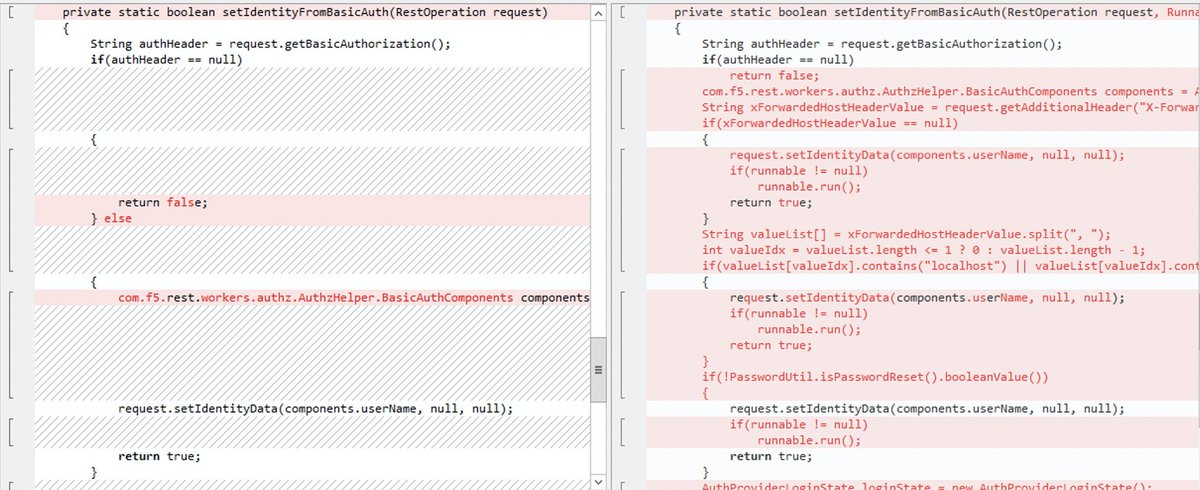 private static boolean setIdentityFromBasicAuth(RestOperation request)
{
String authHeader = request.getBasicAuthorization();
if(authHeader == null)
{
return false;
} else
{
com.f5.rest.workers.authz.AuthzHelper.BasicAuthComponents components
request.setIdentityData(components.userName, null, null);
return true;
}
private static boolean setIdentityFromBasicAuth(RestOperation request, Runna
{
String authHeader = request.getBasicAuthorization();
if(authHeader == null)
return false;
com.f5.rest.workers.authz.AuthzHelper.BasicAuthComponents components = A
String xForwardedHostHeaderValue = request.getAdditionalHeader("X-Forwar
if(xForwardedHostHeaderValue == null)
{
request.setIdentityData(components.userName, null, null);
if(runnable != null)
runnable.run();
return true;
}
String valueList[] = xForwardedHostHeaderValue.split(", ");
int valueIdx = valueList.length <= 1 ? 0 : valueList.length - 1;
if(valueList[valueIdx].contains("localhost") || valueList[valueIdx].cont
{
request.setIdentityData(components.userName, null, null);
if(runnable != null)
runnable.run();
return true;
}
if(!PasswordUtil.isPasswordReset().booleanValue())
{
request.setIdentityData(components.userName, null, null);
if(runnable != null)
runnable.run();
return true;
}
AuthProviderLoginState loginState = new AuthProviderLoginState();